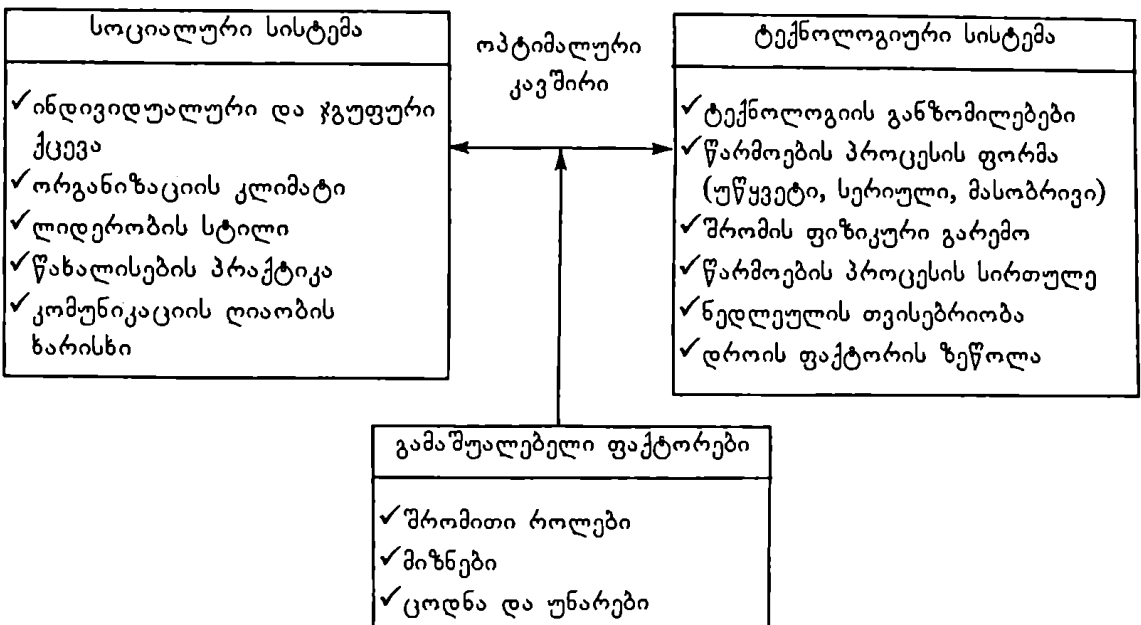 სოციალური სისტემა
✓ ინდივიდუალური და ჯგუფური
ქცევა
✓ ორგანიზაციის კლიმატი
✓ ლიდერობის სტილი
✓ წახალისების პრაქტიკა
✓ კომუნიკაციის ღიაობის
ხარისხი
ოპტიმალური
კავშირი
ტექნოლოგიური სისტემა
✓ ტექნოლოგიის განზომილებები
✓ წარმოების პროცესის ფორმა
(უწყვეტი, სერიული, მასობრივი)
✓ შრომის ფიზიკური გარემო
✓ წარმოების პროცესის სირთულე
✓ ნედლეულის თვისებრიობა
✓ დროის ფაქტორის ზეწოლა
გამაშუალებელი ფაქტორები
✓ შრომითი როლები
✓ მიზნები
✓ ცოდნა და უნარები